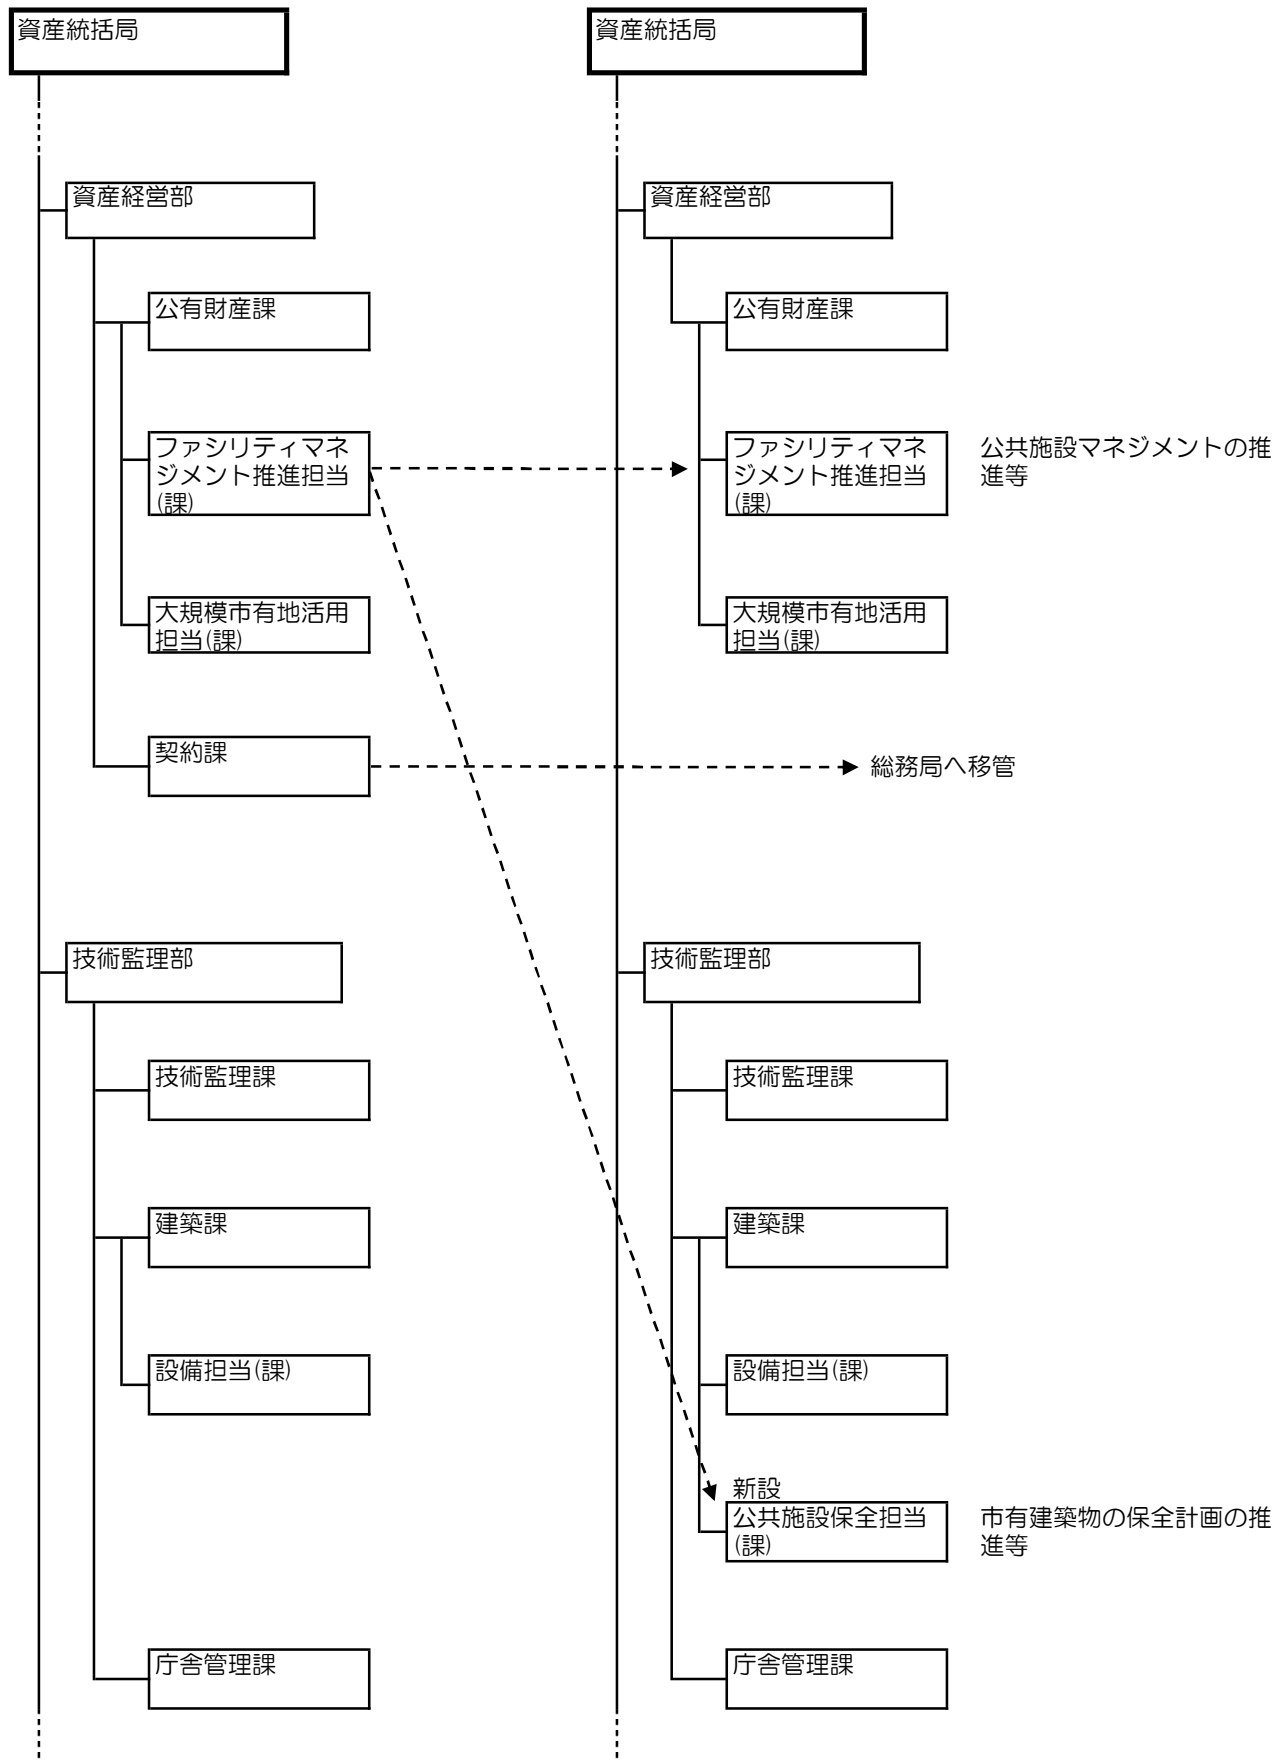 資産統括局
資産経営部
公有財産課
ファシリティマネ
ジメント推進担当
(課)
大規模市有地活用
担当(課)
契約課
技術監理部
技術監理課
建築課
設備担当(課)
庁舎管理課
資産統括局
資産経営部
公有財産課
ファシリティマネ
ジメント推進担当
(課)
公共施設マネジメントの推
進等
大規模市有地活用
担当(課)
総務局へ移管
技術監理部
技術監理課
建築課
設備担当(課)
新設
公共施設保全担当
(課)
市有建築物の保全計画の推
進等
庁舎管理課